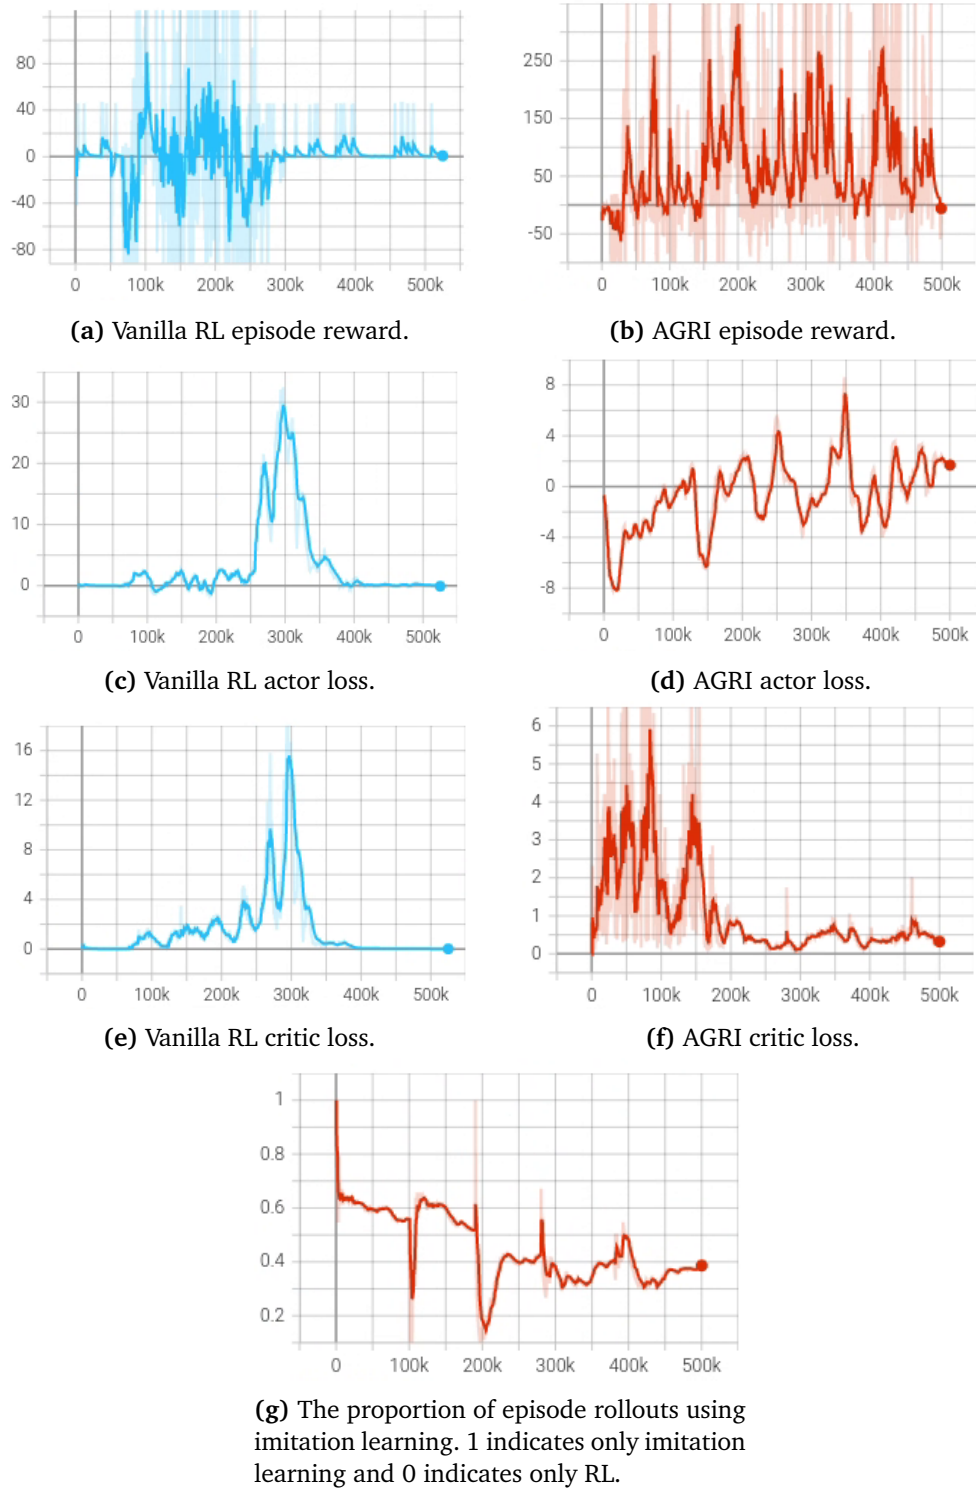 80
40
0
-40
-80
0 100k 200k 300k 400k 500k
(a) Vanilla RL episode reward.
250
150
50
-50
0 100k 200k 300k 400k 500k
(b) AGRI episode reward.
30
20
10
0
0 100k 200k 300k 400k 500k
(c) Vanilla RL actor loss.
8
4
0
-4
-8
0 100k 200k 300k 400k 500k
(d) AGRI actor loss.
16
12
8
4
0
0 100k 200k 300k 400k 500k
(e) Vanilla RL critic loss.
6
5
4
3
2
1
0
0 100k 200k 300k 400k 500k
(f) AGRI critic loss.
1
0.8
0.6
0.4
0.2
0 100k 200k 300k 400k 500k
(g) The proportion of episode rollouts using
imitation learning. 1 indicates only imitation
learning and 0 indicates only RL.